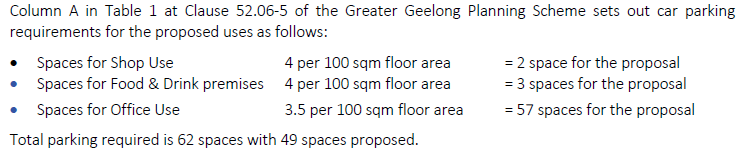 Column A in Table 1 at Clause 52.06-5 of the Greater Geelong Planning Scheme sets out car parking
requirements for the proposed uses as follows:
• Spaces for Shop Use 4 per 100 sqm floor area = 2 space for the proposal
• Spaces for Food & Drink premises 4 per 100 sqm floor area = 3 spaces for the proposal
• Spaces for Office Use 3.5 per 100 sqm floor area = 57 spaces for the proposal
Total parking required is 62 spaces with 49 spaces proposed.